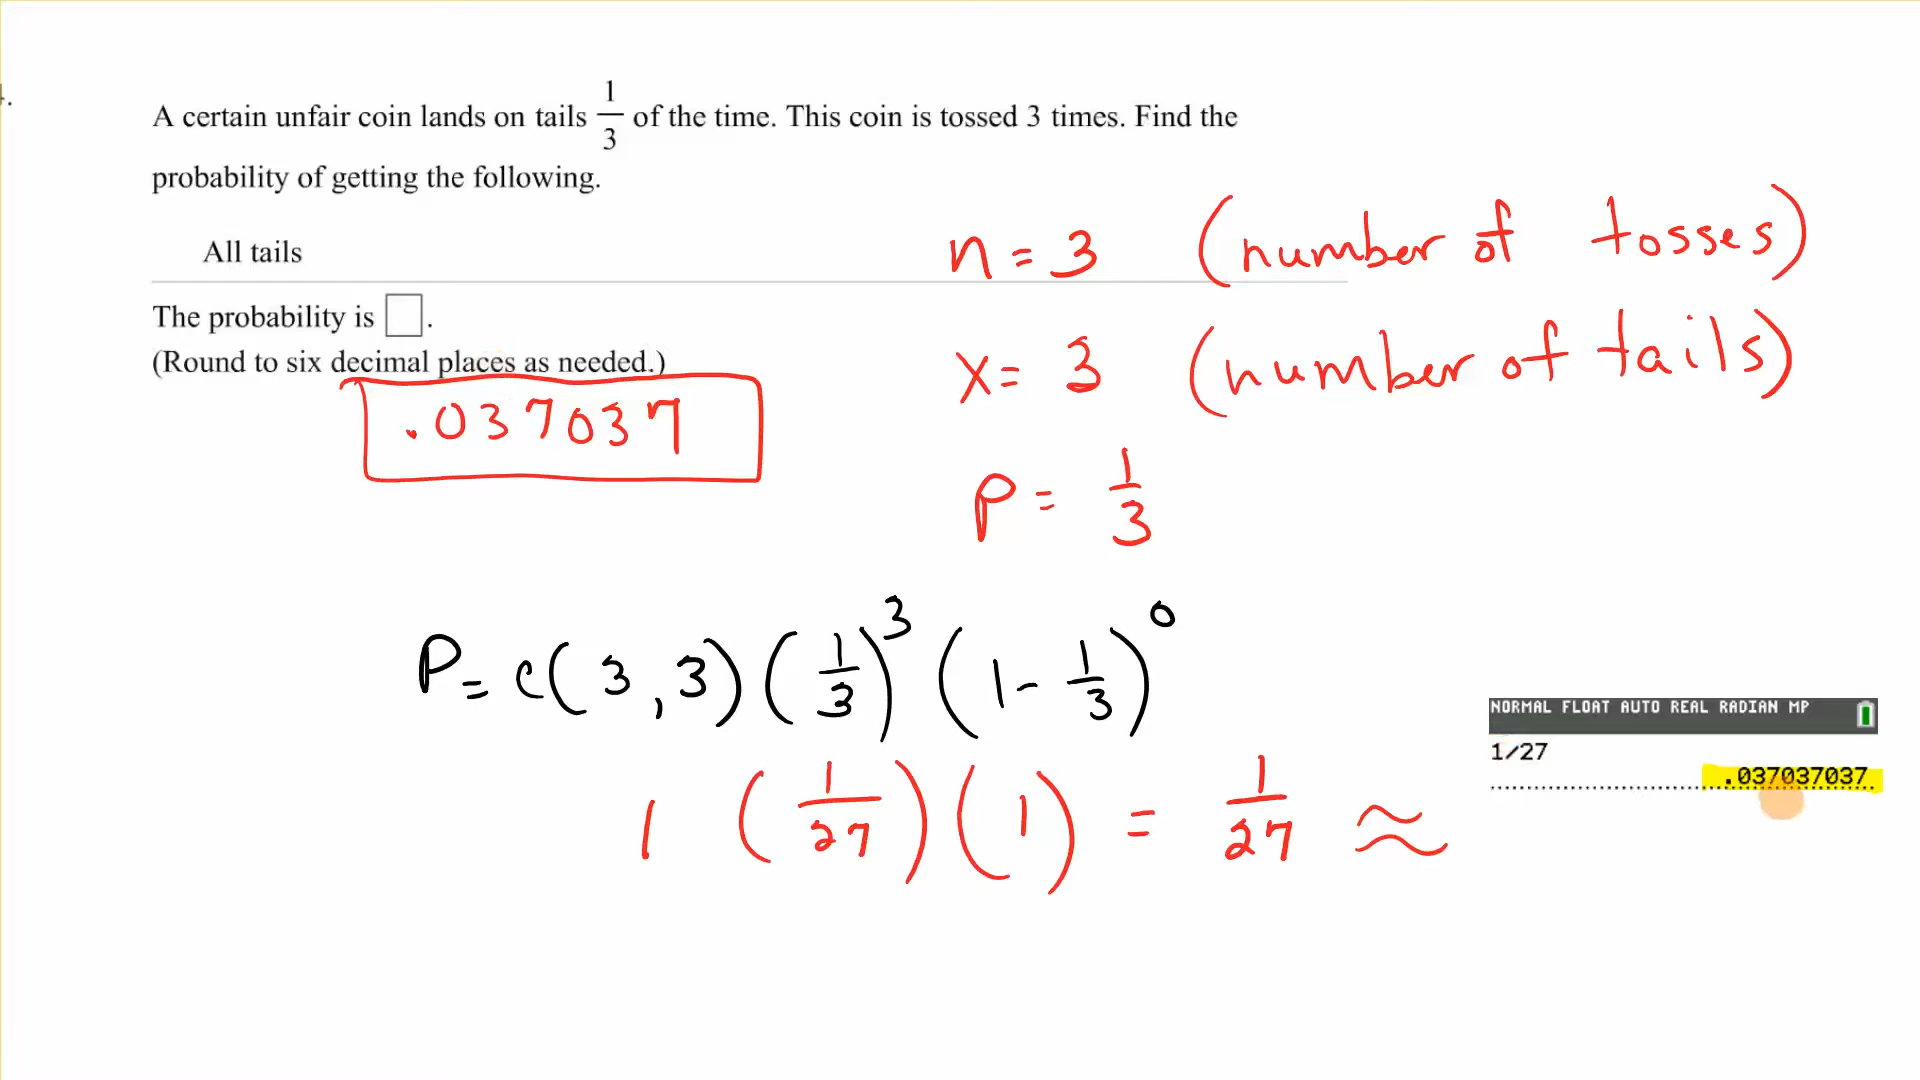 A certain unfair coin lands on tails 1/3 of the time. This coin is tossed 3 times. Find the
probability of getting the following.
All tails
n = 3 (number of tosses)
The probability is .
(Round to six decimal places as needed.)
x = 3 (number of tails)
.037037
p = 1/3
P = C(3,3)(1/3)^3 (1 - 1/3)^0
NORMAL FLOAT AUTO REAL RADIAN MP
1/27
.037037037
1 (1/27)(1) = 1/27 ≈